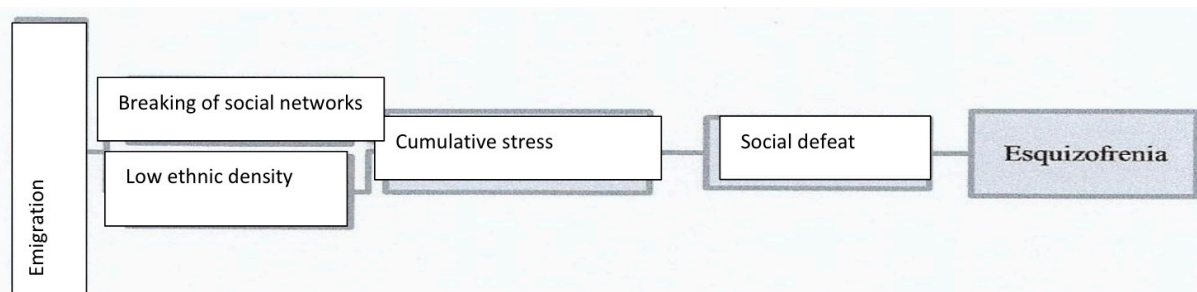 Emigration
Breaking of social networks
Low ethnic density
Cumulative stress
Social defeat
Esquizofrenia